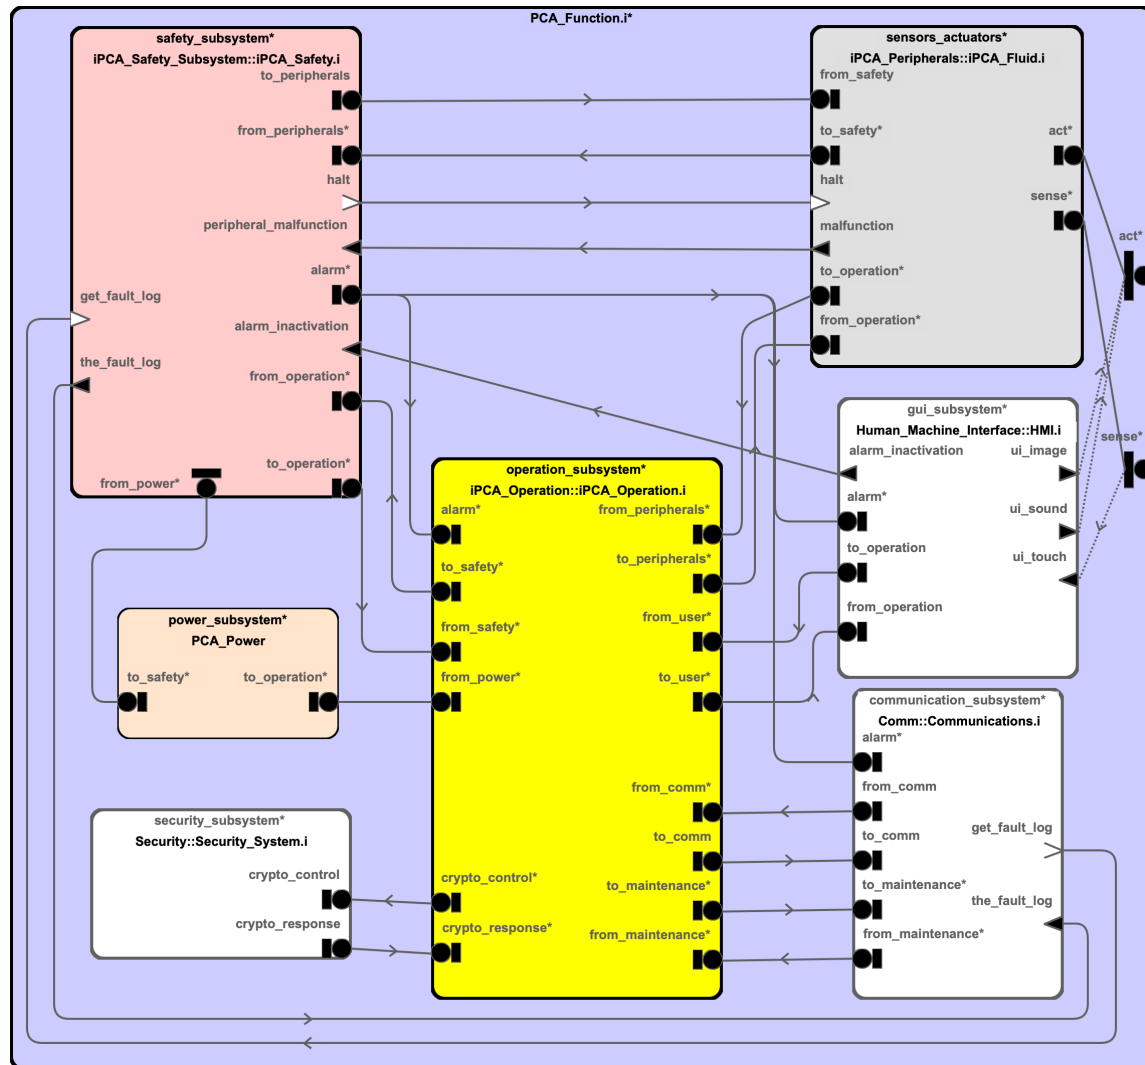 PCA_Function.i*
safety_subsystem*
iPCA_Safety_Subsystem::iPCA_Safety.i
to_peripherals
from_peripherals*
halt
peripheral_malfunction
alarm*
get_fault_log
alarm_inactivation
the_fault_log
from_operation*
to_operation*
from_power*
sensors_actuators*
iPCA_Peripherals::iPCA_Fluid.i
from_safety
to_safety*
act*
halt
sense*
malfunction
to_operation*
from_operation*
act*
sense*
gui_subsystem*
Human_Machine_Interface::HMI.i
alarm_inactivation
ui_image
alarm*
ui_sound
to_operation
ui_touch
from_operation
operation_subsystem*
iPCA_Operation::iPCA_Operation.i
alarm*
from_peripherals*
to_safety*
to_peripherals*
from_safety*
from_user*
from_power*
to_user*
from_comm*
to_comm
crypto_control*
to_maintenance*
crypto_response*
from_maintenance*
power_subsystem*
PCA_Power
to_safety*
to_operation*
security_subsystem*
Security::Security_System.i
crypto_control
crypto_response
communication_subsystem*
Comm::Communications.i
alarm*
from_comm
get_fault_log
to_comm
to_maintenance*
the_fault_log
from_maintenance*